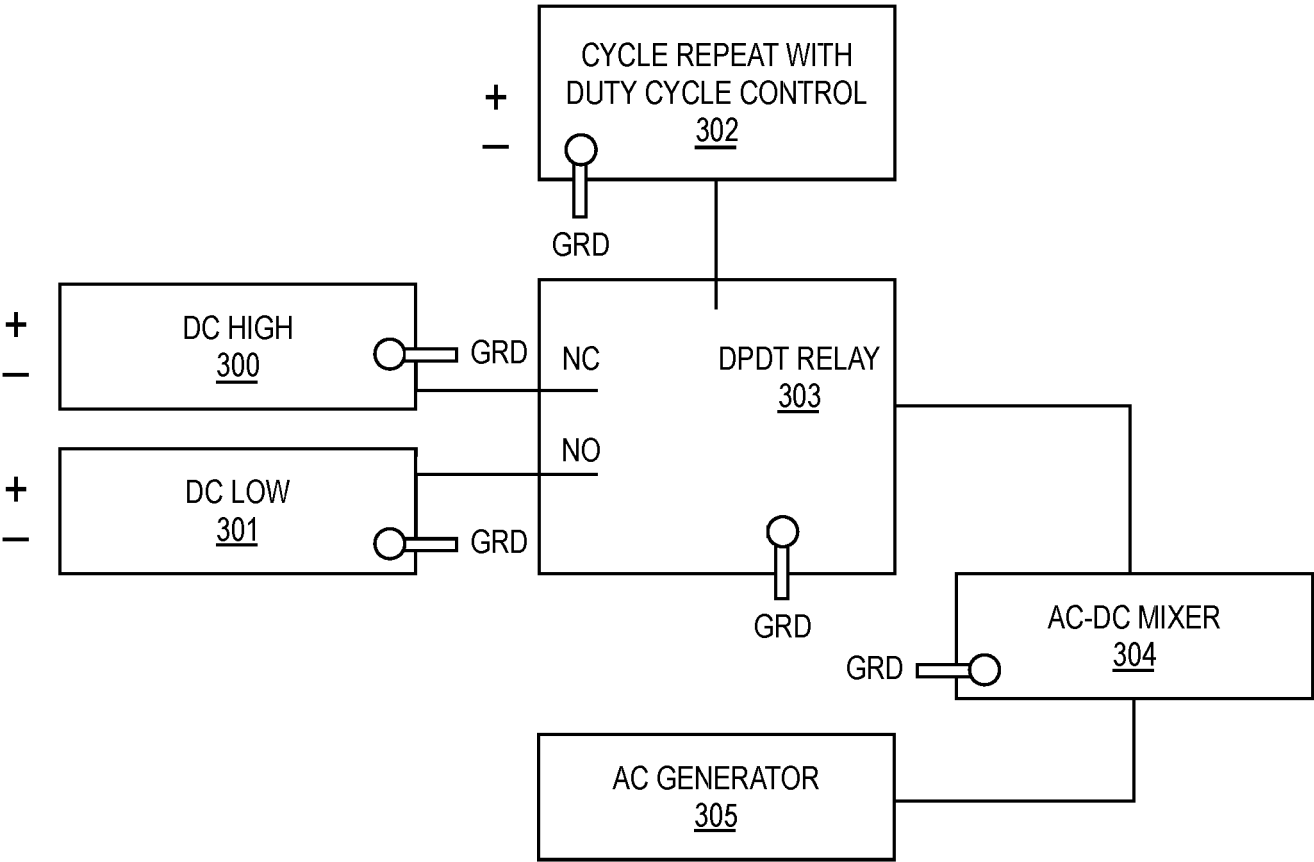 CYCLE REPEAT WITH
DUTY CYCLE CONTROL
302
+
−
GRD
+
−
DC HIGH
300
GRD
NC
DPDT RELAY
303
+
−
DC LOW
301
GRD
NO
GRD
AC-DC MIXER
304
GRD
AC GENERATOR
305